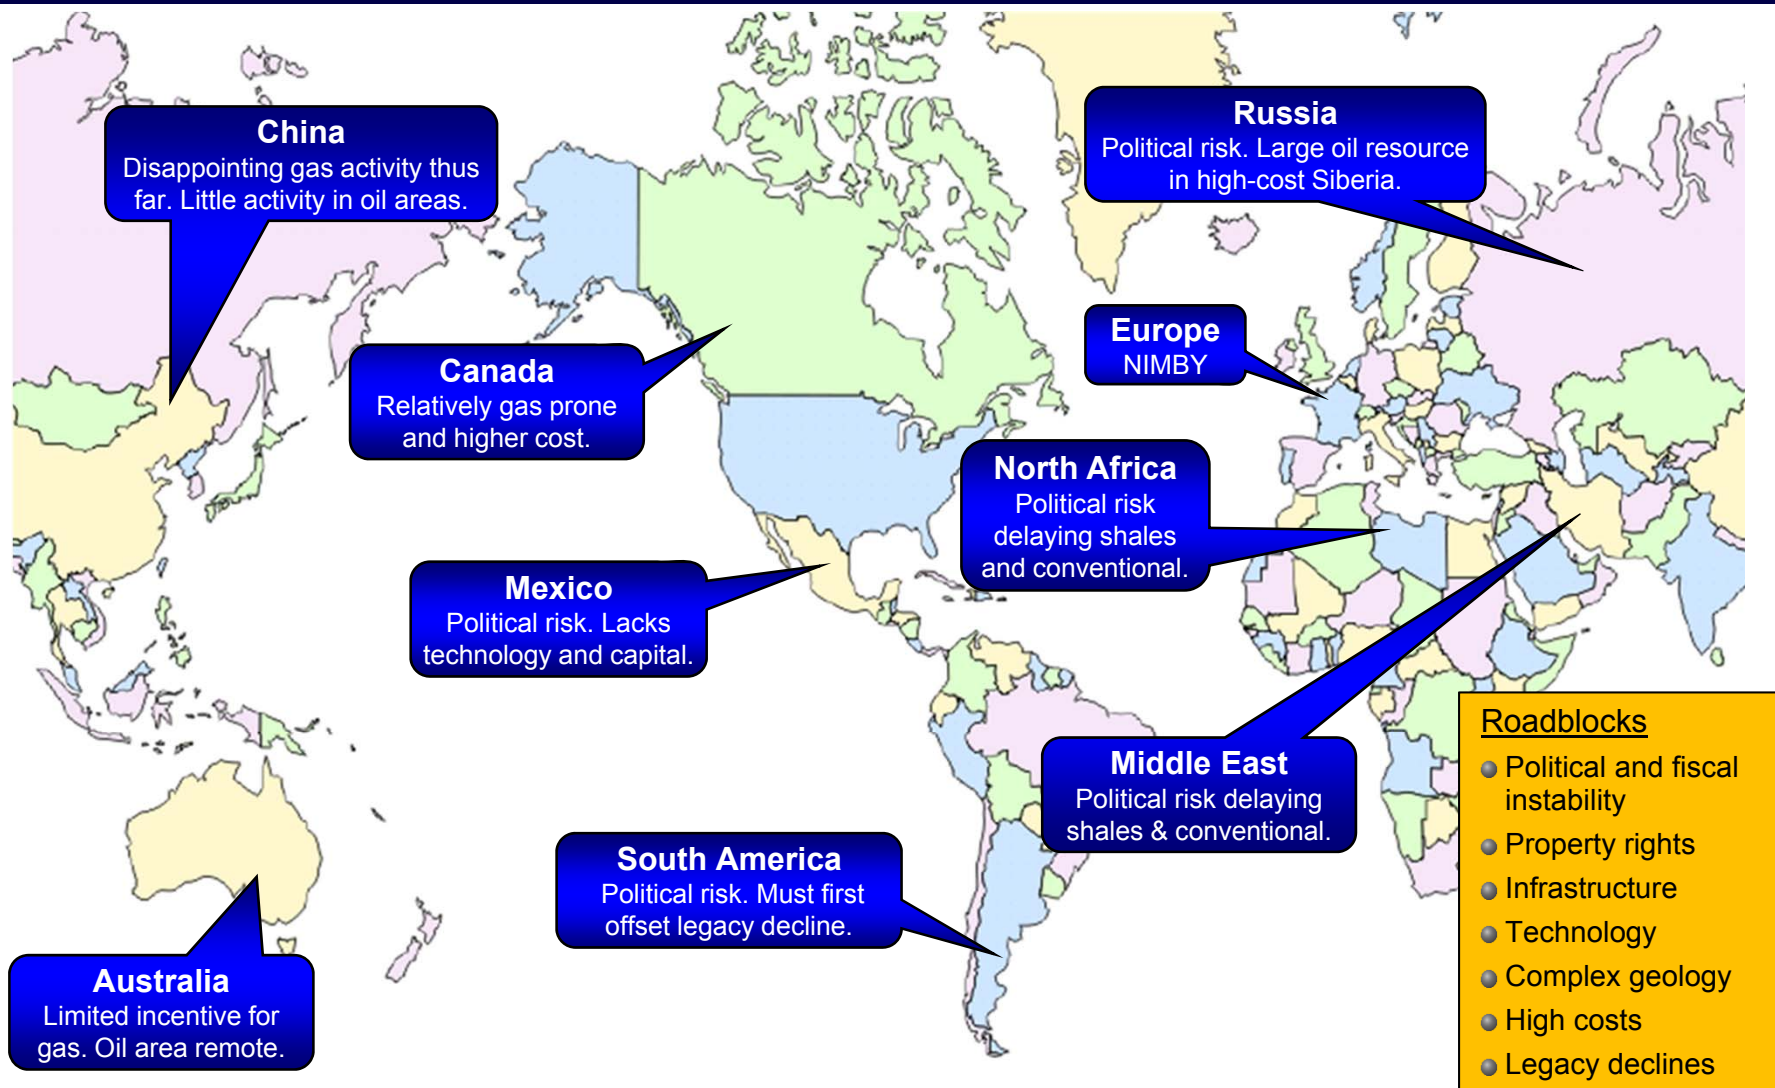 China
Disappointing gas activity thus
far. Little activity in oil areas.
Russia
Political risk. Large oil resource
in high-cost Siberia.
Canada
Relatively gas prone
and higher cost.
Europe
NIMBY
North Africa
Political risk
delaying shales
and conventional.
Mexico
Political risk. Lacks
technology and capital.
Middle East
Political risk delaying
shales & conventional.
South America
Political risk. Must first
offset legacy decline.
Australia
Limited incentive for
gas. Oil area remote.
Roadblocks
Political and fiscal
instability
Property rights
Infrastructure
Technology
Complex geology
High costs
Legacy declines